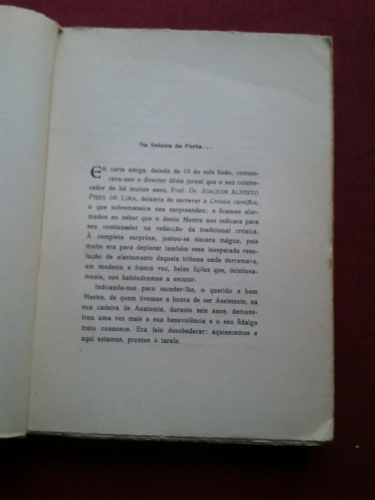 Na Soleira da Porta...
Em carta amiga, datada de 16 do mês findo, comuni-
cava-nos o director dêste jornal que o seu colabo-
rador de há muitos anos, Prof. Dr. JOAQUIM ALBERTO
PIRES DE LIMA, deixaria de escrever a Crónica científica,
o que sobremaneira nos surpreendeu; e ficamos alar-
mados ao saber que o douto Mestre nos indicara para
seu continuador na redacção da tradicional crónica.
À completa surprêsa, juntou-se sincera mágua, pois
muito era para deplorar também essa inesperada reso-
lução de afastamento daquela tribuna onde derramava,
em modesta e franca voz, belas lições que, deleitosa-
mente, nos habituáramos a escutar.
Indicando-nos para suceder-lhe, o querido e bom
Mestre, de quem tivemos a honra de ser Assistente, na
sua cadeira de Anatomia, durante seis anos, demons-
trou uma vez mais a sua benevolência e o seu fidalgo
trato connosco. Era feio desobedecer: aquiescemos e
aqui estamos, prontos à tarefa.